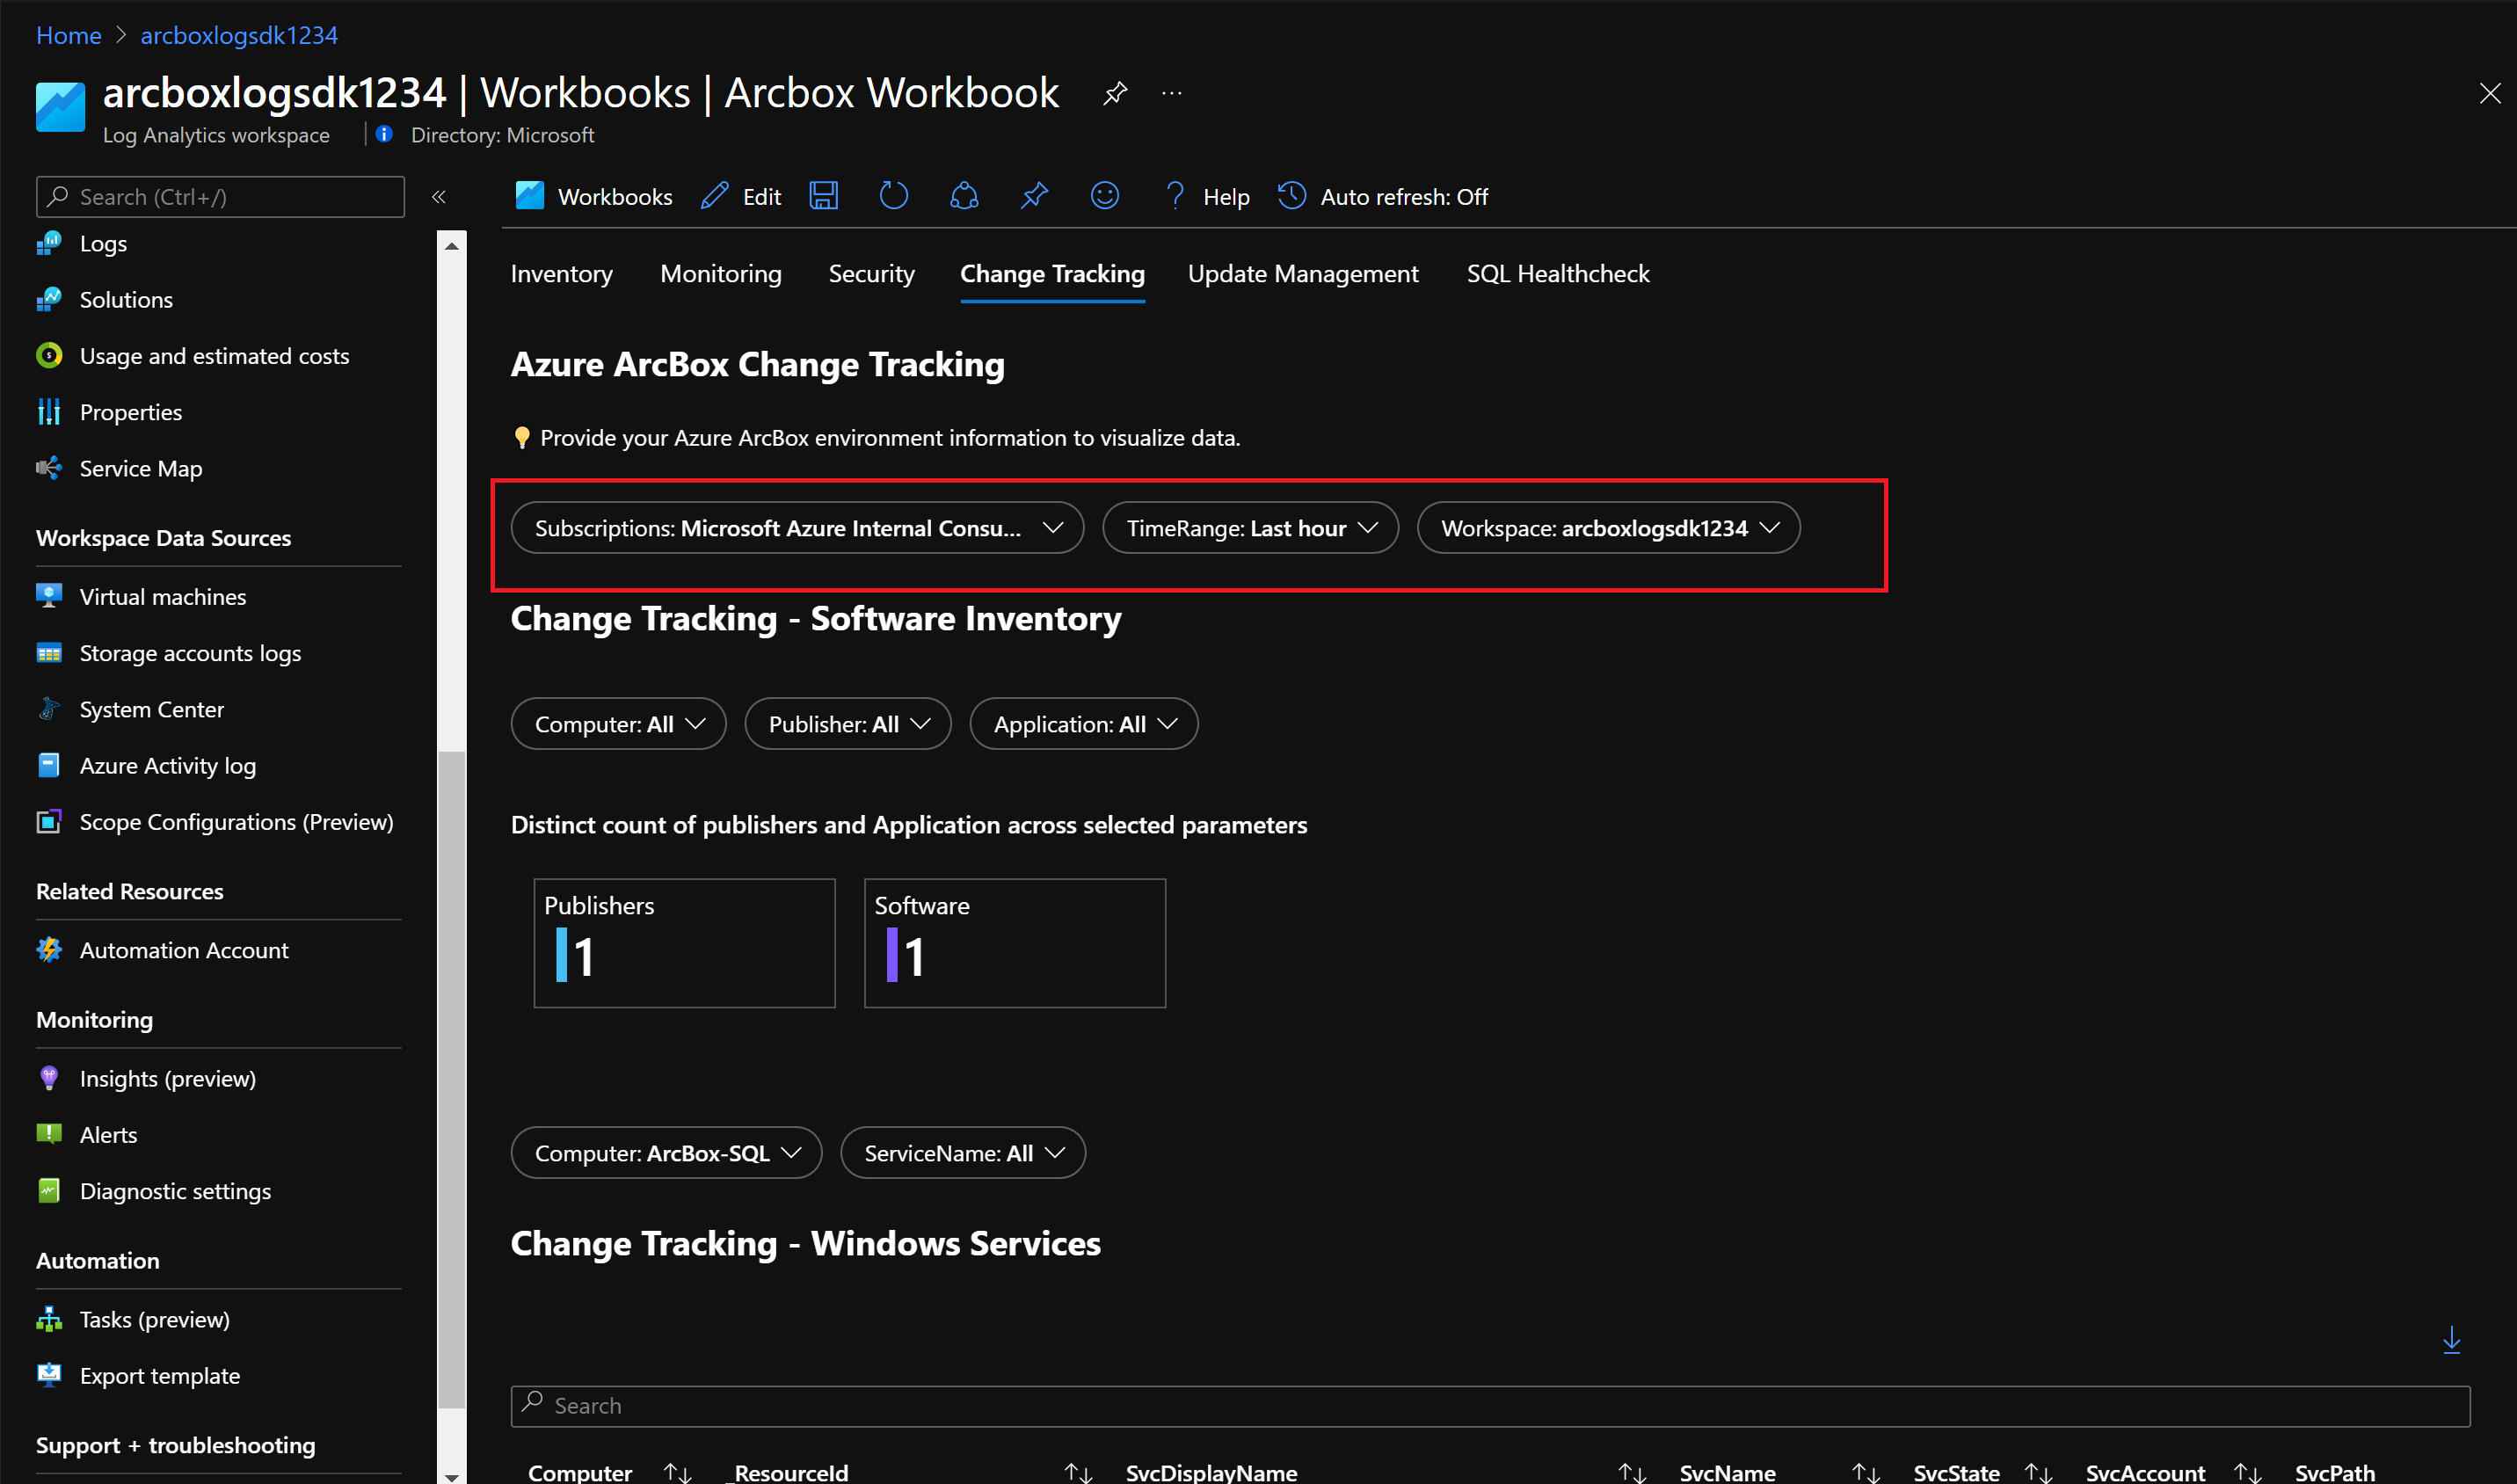 Home > arcboxlogsdk1234
arcboxlogsdk1234 | Workbooks | Arcbox Workbook
Log Analytics workspace
Directory: Microsoft
Search (Ctrl+/)
Logs
Solutions
Usage and estimated costs
Properties
Service Map
Workspace Data Sources
Virtual machines
Storage accounts logs
System Center
Azure Activity log
Scope Configurations (Preview)
Related Resources
Automation Account
Monitoring
Insights (preview)
Alerts
Diagnostic settings
Automation
Tasks (preview)
Export template
Support + troubleshooting
Workbooks Edit Help Auto refresh: Off
Inventory Monitoring Security Change Tracking Update Management SQL Healthcheck
Azure ArcBox Change Tracking
Provide your Azure ArcBox environment information to visualize data.
Subscriptions: Microsoft Azure Internal Consu... TimeRange: Last hour Workspace: arcboxlogsdk1234
Change Tracking - Software Inventory
Computer: All Publisher: All Application: All
Distinct count of publishers and Application across selected parameters
Publishers
1
Software
1
Computer: ArcBox-SQL ServiceName: All
Change Tracking - Windows Services
Search
Computer _ResourceId SvcDisplayName SvcName SvcState SvcAccount SvcPath